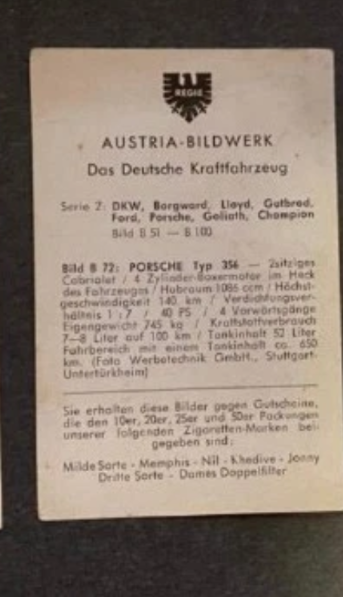 REGIE
AUSTRIA-BILDWERK
Das Deutsche Kraftfahrzeug
Serie 2: DKW, Borgward, Lloyd, Gutbrod,
Ford, Porsche, Goliath, Champion
Bild B 51 — B 100
Bild B 72: PORSCHE Typ 356 — 2sitziges
Cabriolet / 4 Zylinder-Boxermotor im Heck
des Fahrzeugos / Hubraum 1086 ccm / Höchst-
geschwindigkeit 140 km / Verdichtungsver-
hältnis 1 : 7 / 40 PS / 4 Vorwärtsgänge
Eigengewicht 745 kg / Kraftstoffverbrauch
7—8 Liter auf 100 km / Tankinhalt 52 Liter
Fahrbereich mit einem Tankinhalt ca. 650
km. (Foto Werbetechnik GmbH., Stuttgart-
Untertürkheim)
Sie erhalten diese Bilder gegen Gutscheine,
die den 10er, 20er, 25er und 50er Packungen
unserer folgenden Zigaretten-Marken bei-
gegeben sind:
Milde Sorte - Memphis - Nil - Khedive - Jonny
Dritte Sorte - Dames Doppelfilter